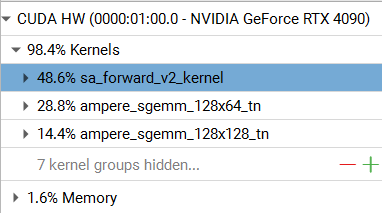 CUDA HW (0000:01:00.0 - NVIDIA GeForce RTX 4090)
98.4% Kernels
48.6% sa_forward_v2_kernel
28.8% ampere_sgemm_128x64_tn
14.4% ampere_sgemm_128x128_tn
7 kernel groups hidden...
1.6% Memory